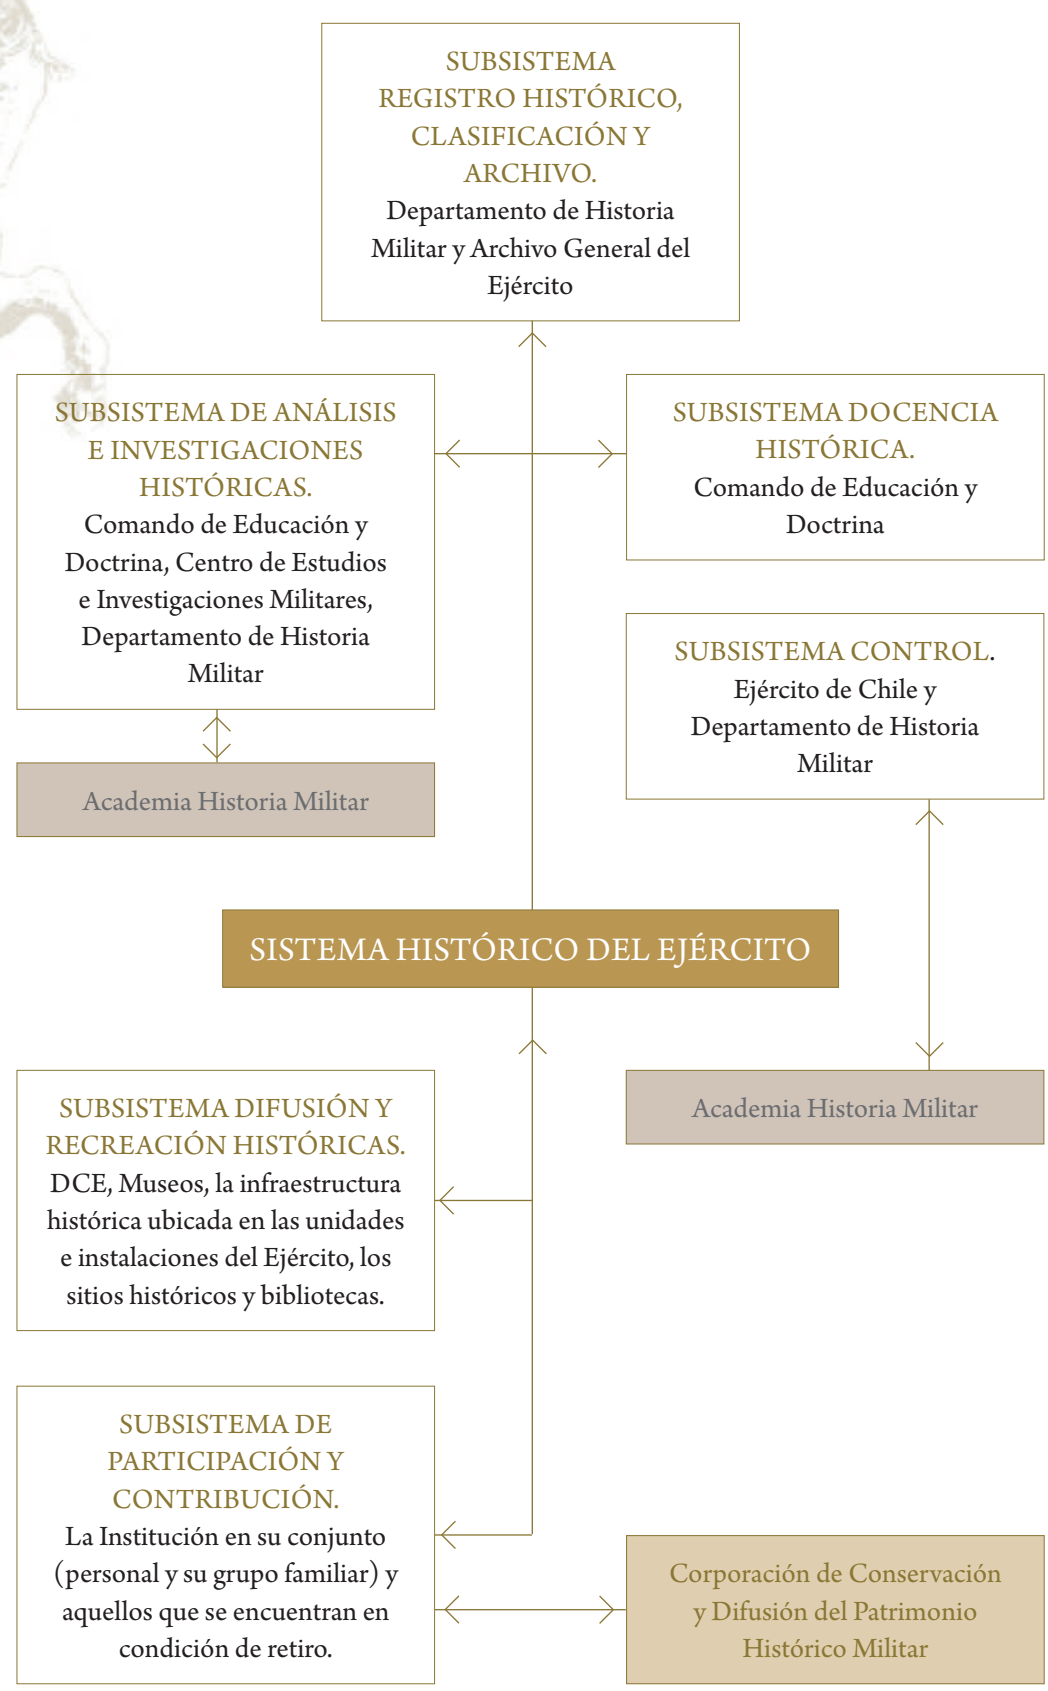 SUBSISTEMA
REGISTRO HISTÓRICO,
CLASIFICACIÓN Y
ARCHIVO.
Departamento de Historia
Militar y Archivo General del
Ejército
SUBSISTEMA DE ANÁLISIS
E INVESTIGACIONES
HISTÓRICAS.
Comando de Educación y
Doctrina, Centro de Estudios
e Investigaciones Militares,
Departamento de Historia
Militar
SUBSISTEMA DOCENCIA
HISTÓRICA.
Comando de Educación y
Doctrina
SUBSISTEMA CONTROL.
Ejército de Chile y
Departamento de Historia
Militar
Academia Historia Militar
SISTEMA HISTÓRICO DEL EJÉRCITO
SUBSISTEMA DIFUSIÓN Y
RECREACIÓN HISTÓRICAS.
DCE, Museos, la infraestructura
histórica ubicada en las unidades
e instalaciones del Ejército, los
sitios históricos y bibliotecas.
Academia Historia Militar
SUBSISTEMA DE
PARTICIPACIÓN Y
CONTRIBUCIÓN.
La Institución en su conjunto
(personal y su grupo familiar) y
aquellos que se encuentran en
condición de retiro.
Corporación de Conservación
y Difusión del Patrimonio
Histórico Militar